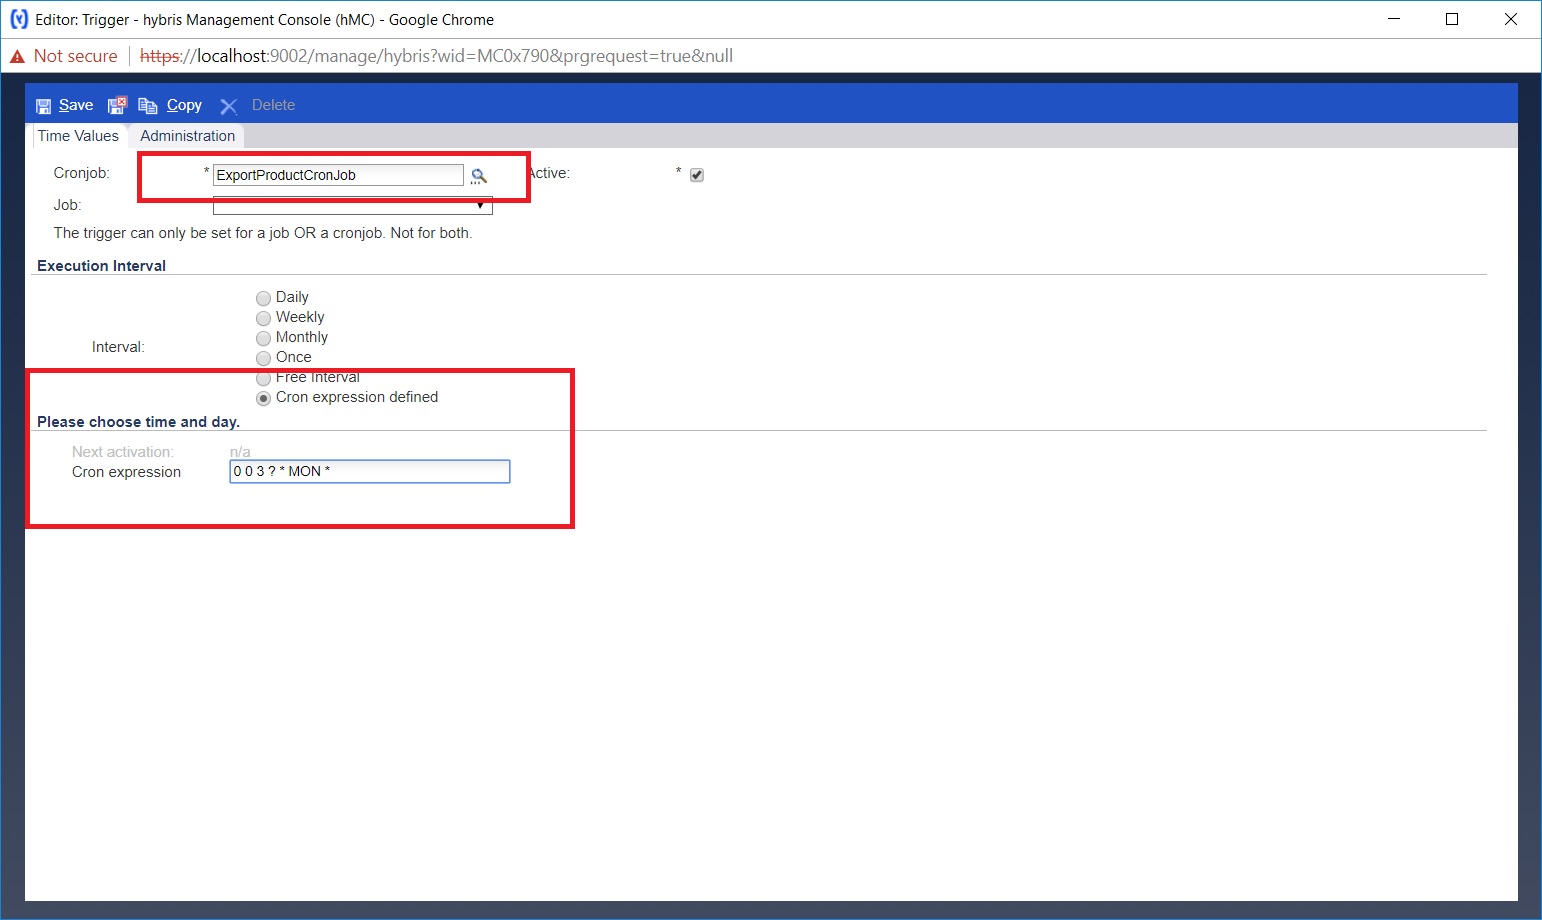 Editor: Trigger - hybris Management Console (hMC) - Google Chrome
Not secure https://localhost:9002/manage/hybris?wid=MC0x790&prgrequest=true&null
Save Copy Delete
Time Values Administration
Cronjob: * ExportProductCronJob Active: *
Job:
The trigger can only be set for a job OR a cronjob. Not for both.
Execution Interval
Daily
Weekly
Monthly
Interval:
Once
Free Interval
Cron expression defined
Please choose time and day.
Next activation: n/a
Cron expression 0 0 3 ? * MON *